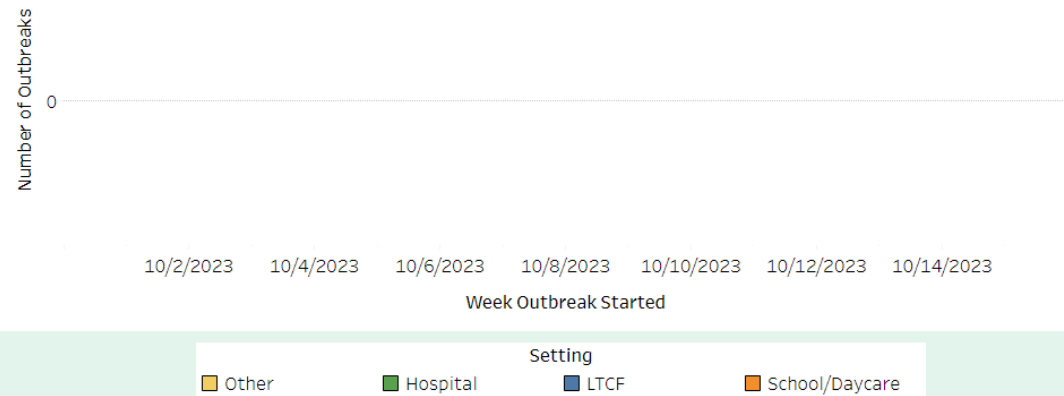 Number of Outbreaks
0
10/2/2023 10/4/2023 10/6/2023 10/8/2023 10/10/2023 10/12/2023 10/14/2023
Week Outbreak Started
Setting
Other Hospital LTCF School/Daycare